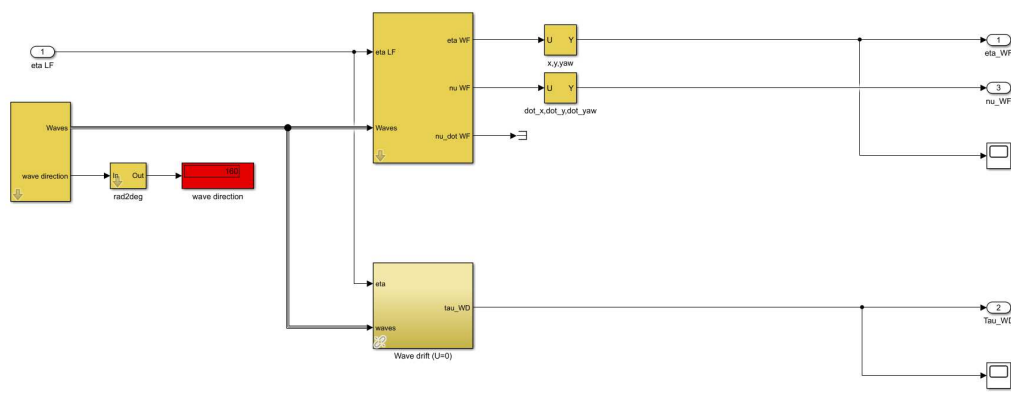 1
eta LF
Waves
wave direction
In Out
rad2deg
160
wave direction
eta LF
Waves
eta WF
nu WF
nu_dot WF
U Y
x,y,yaw
U Y
dot_x,dot_y,dot_yaw
1
eta_WF
3
nu_WF
eta
waves
tau_WD
Wave drift (U=0)
2
Tau_WD